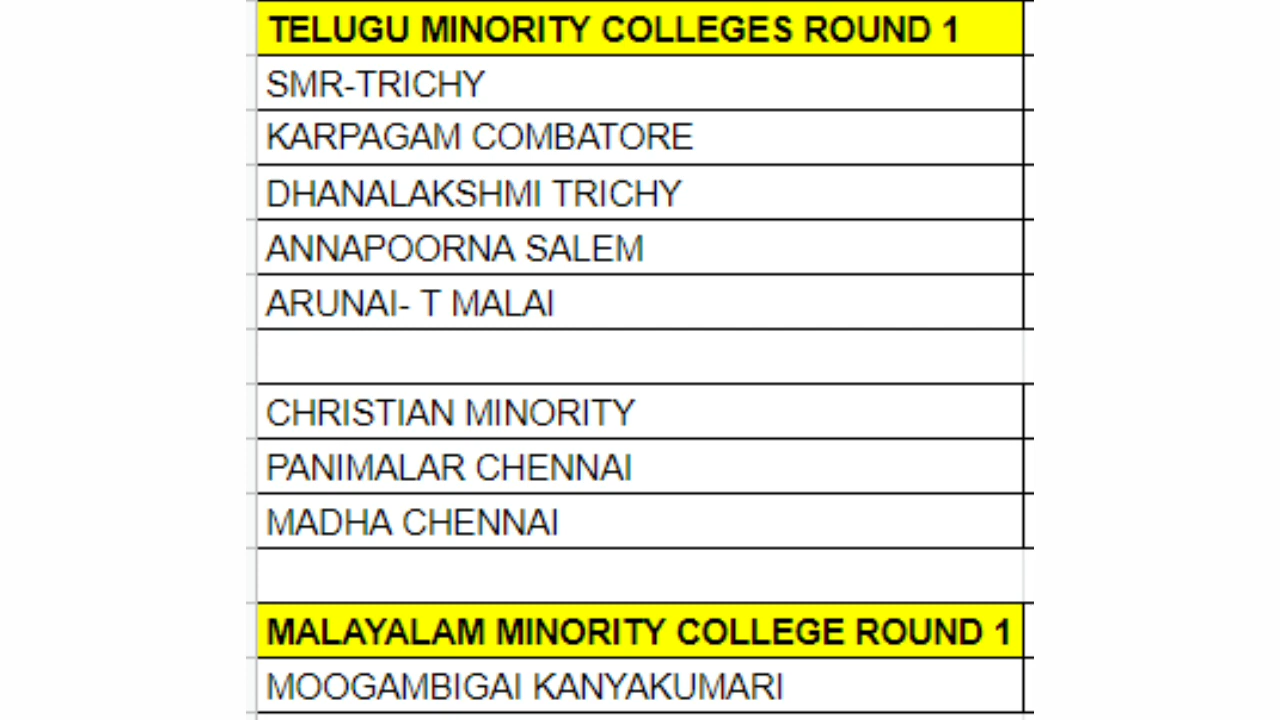 TELUGU MINORITY COLLEGES ROUND 1
SMR-TRICHY
KARPAGAM COMBATORE
DHANALAKSHMI TRICHY
ANNAPOORNA SALEM
ARUNAI- T MALAI
CHRISTIAN MINORITY
PANIMALAR CHENNAI
MADHA CHENNAI
MALAYALAM MINORITY COLLEGE ROUND 1
MOOGAMBIGAI KANYAKUMARI